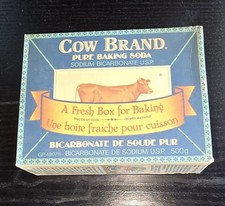 COW BRAND
PURE BAKING SODA
SODIUM BICARBONATE U.S.P.
A Fresh Box for Baking
Une boîte fraîche pour cuisson
BICARBONATE DE SOUDE PUR
BICARBONATE DE SODIUM U.S.P. 500g